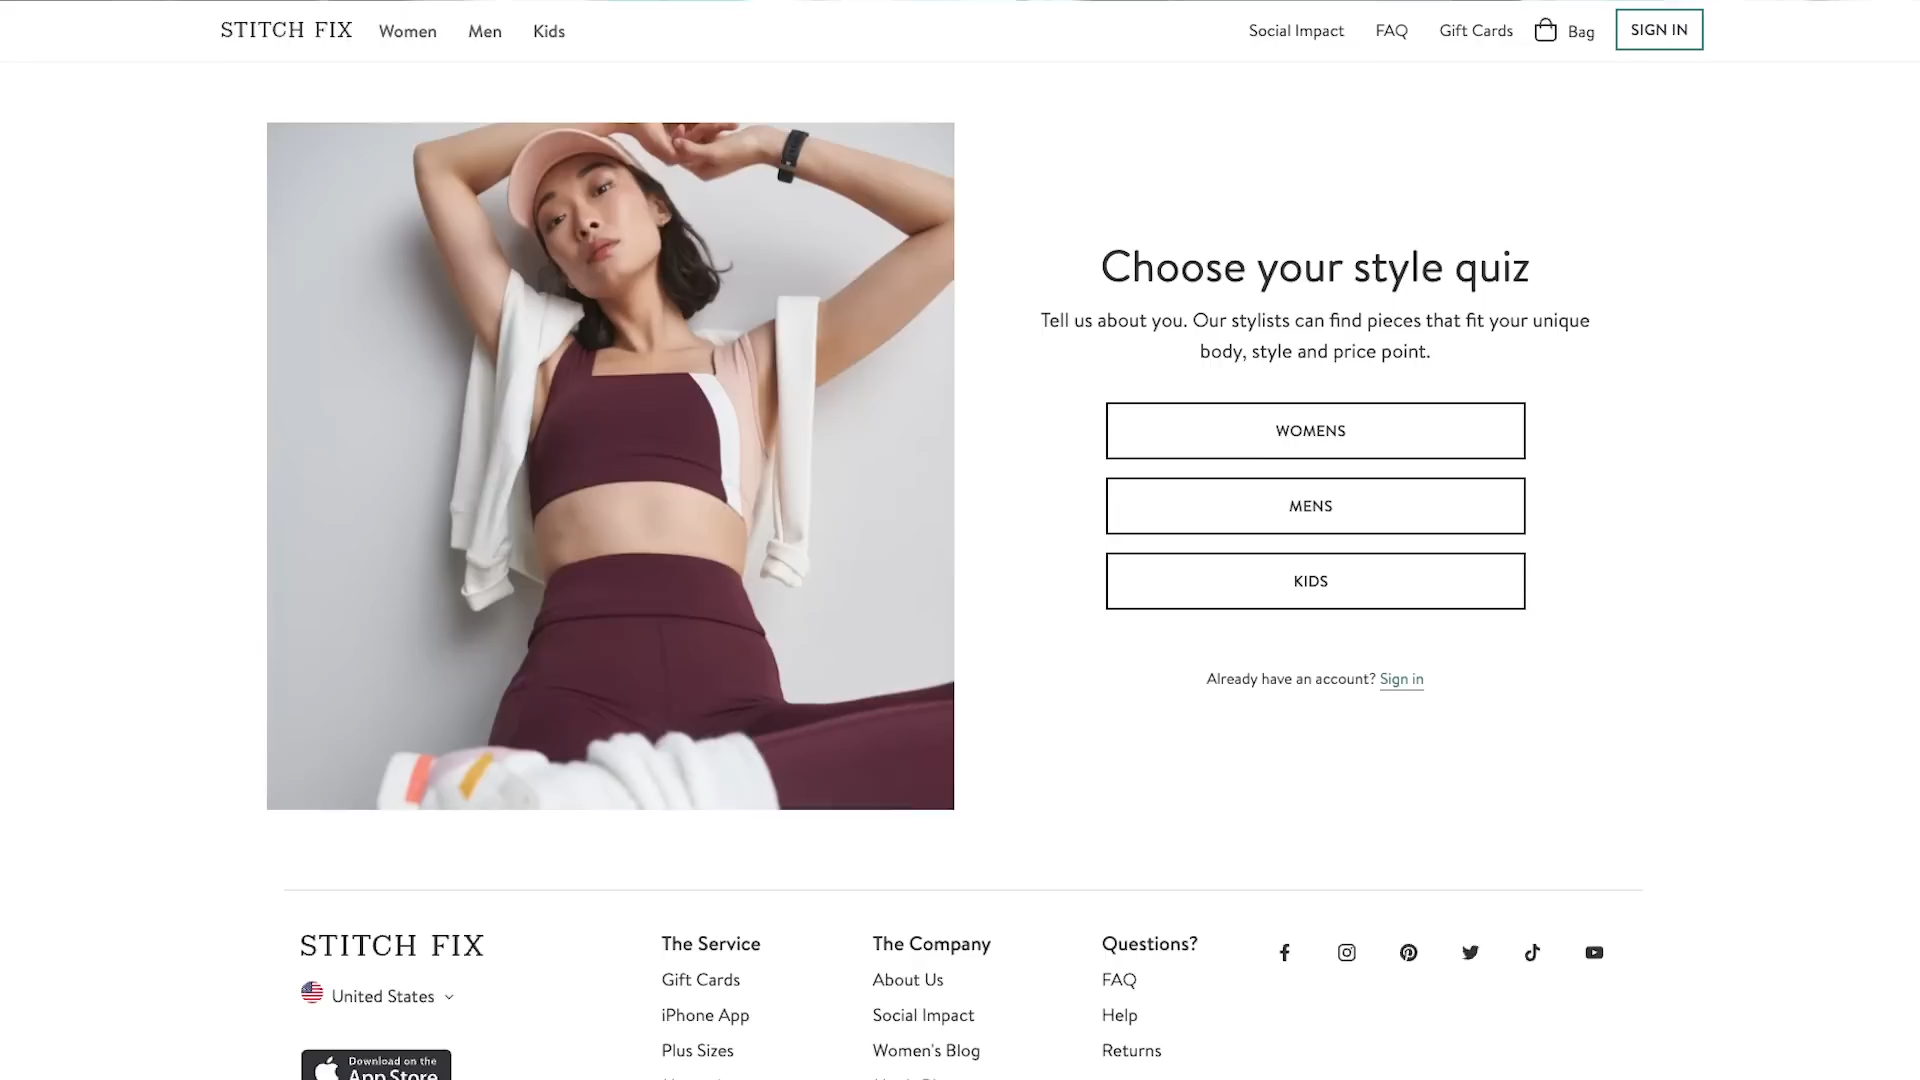 STITCH FIX Women Men Kids Social Impact FAQ Gift Cards Bag SIGN IN
Choose your style quiz
Tell us about you. Our stylists can find pieces that fit your unique
body, style and price point.
WOMENS
MENS
KIDS
Already have an account? Sign in
STITCH FIX
United States
Download on the
App Store
The Service
Gift Cards
iPhone App
Plus Sizes
The Company
About Us
Social Impact
Women's Blog
Questions?
FAQ
Help
Returns